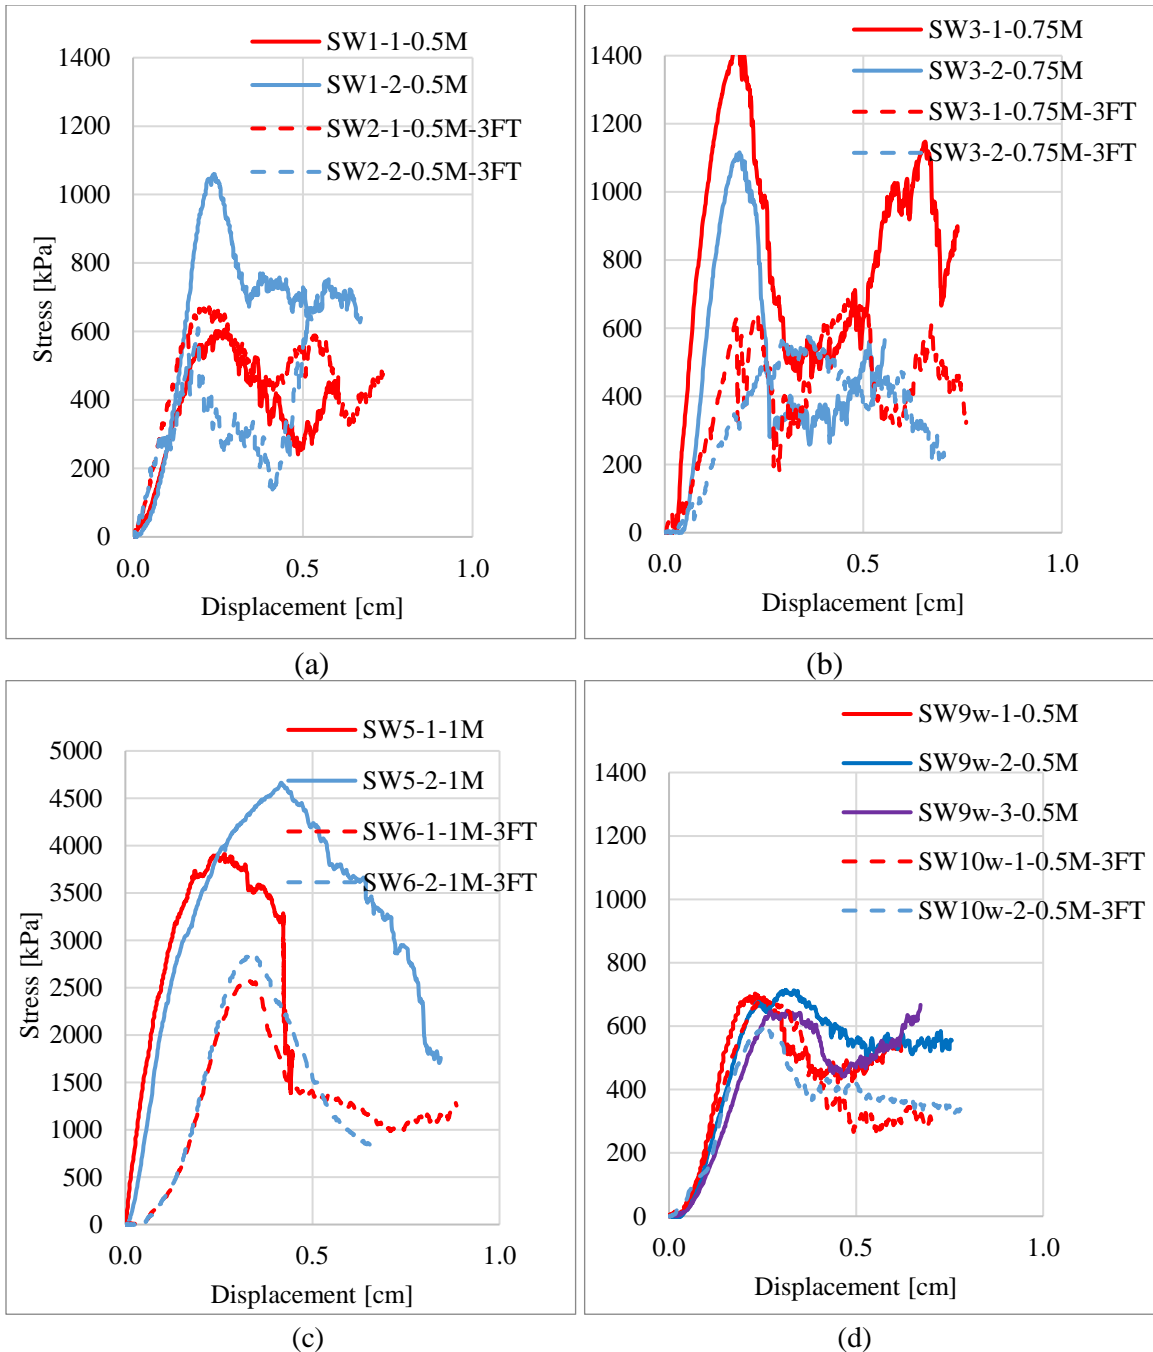 SW1-1-0.5M
SW1-2-0.5M
SW2-1-0.5M-3FT
SW2-2-0.5M-3FT
1400
1200
1000
800
600
400
200
0
0.0
0.5
1.0
Stress [kPa]
Displacement [cm]
(a)
SW3-1-0.75M
SW3-2-0.75M
SW3-1-0.75M-3FT
SW3-2-0.75M-3FT
1400
1200
1000
800
600
400
200
0
0.0
0.5
1.0
Displacement [cm]
(b)
SW5-1-1M
SW5-2-1M
SW6-1-1M-3FT
SW6-2-1M-3FT
5000
4500
4000
3500
3000
2500
2000
1500
1000
500
0
0.0
0.5
1.0
Stress [kPa]
Displacement [cm]
(c)
SW9w-1-0.5M
SW9w-2-0.5M
SW9w-3-0.5M
SW10w-1-0.5M-3FT
SW10w-2-0.5M-3FT
1400
1200
1000
800
600
400
200
0
0.0
0.5
1.0
Displacement [cm]
(d)